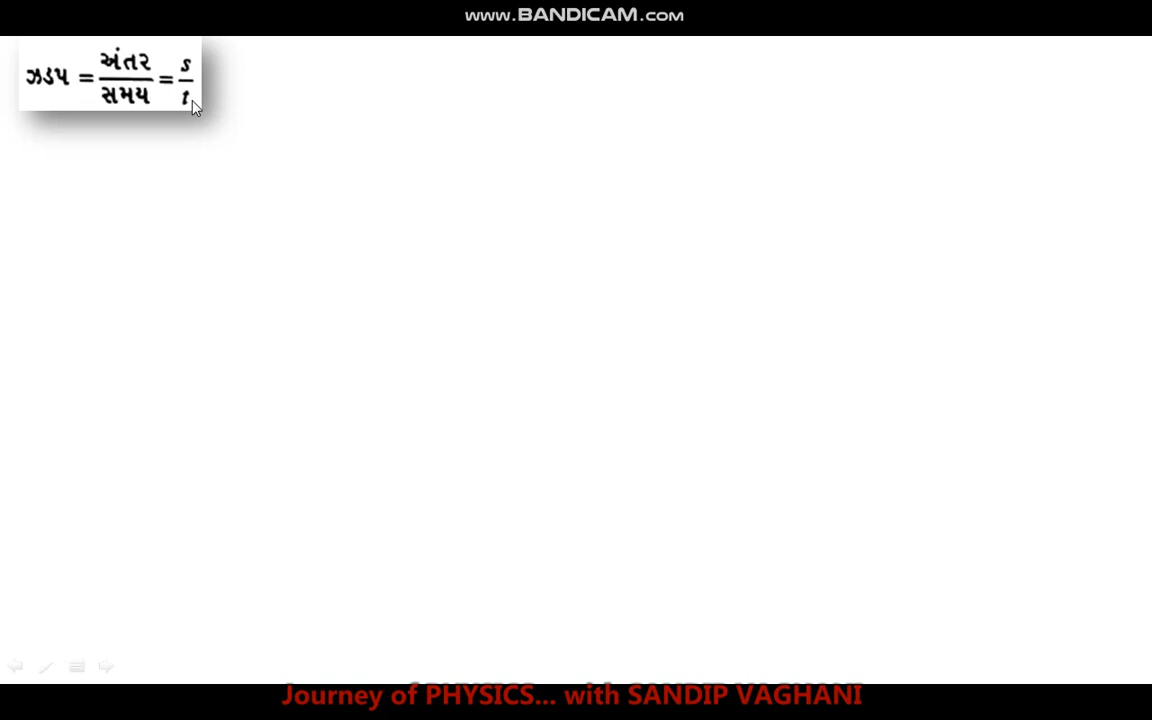 www.BANDICAM.com
ઝડપ = અંતર / સમય = s / t
Journey of PHYSICS... with SANDIP VAGHANI